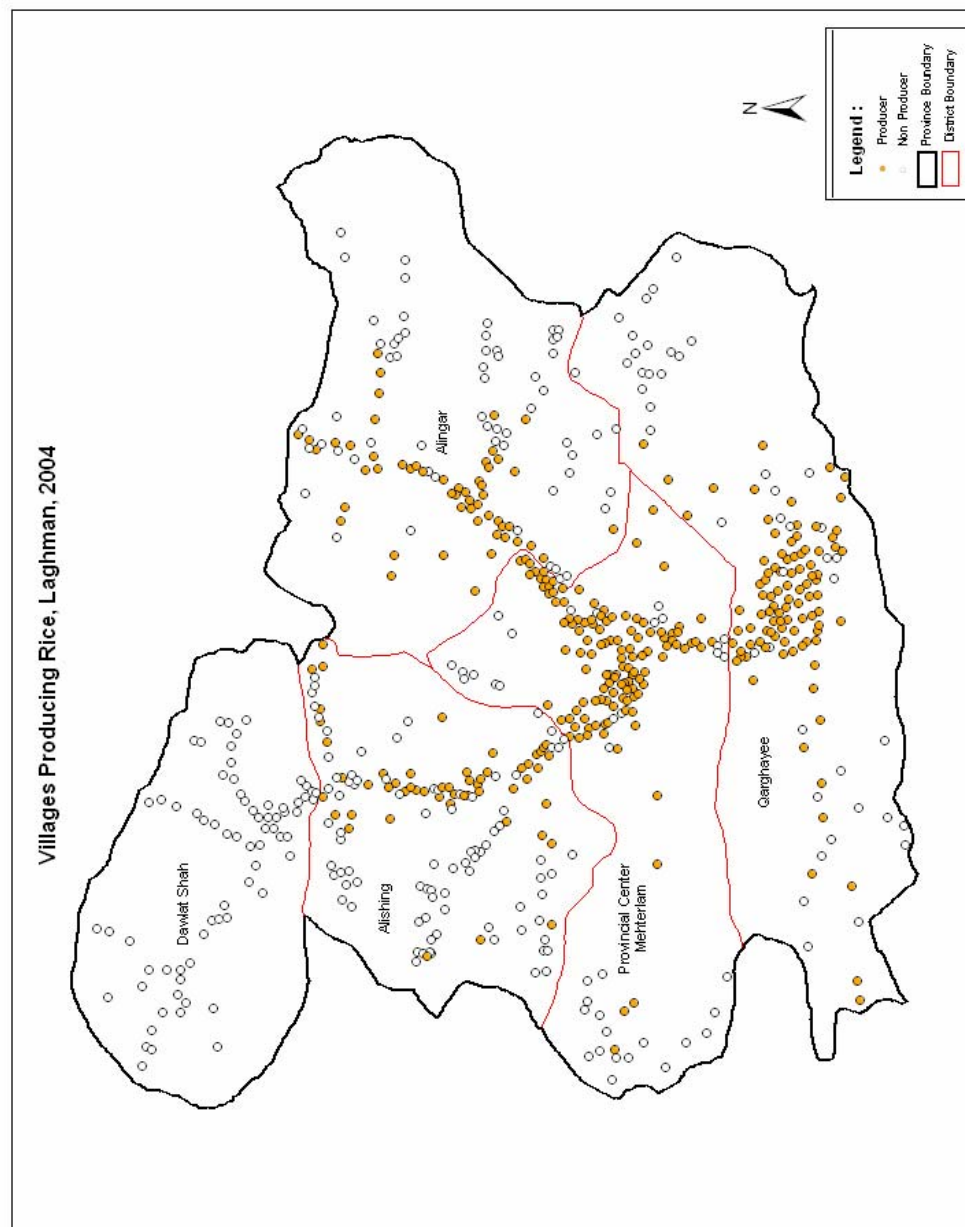 Villages Producing Rice, Laghman, 2004
N
Legend :
Producer
Non Producer
Province Boundary
District Boundary
Dawlat Shah
Alishing
Alingar
Provincial Center
Mehterlam
Qarghayee